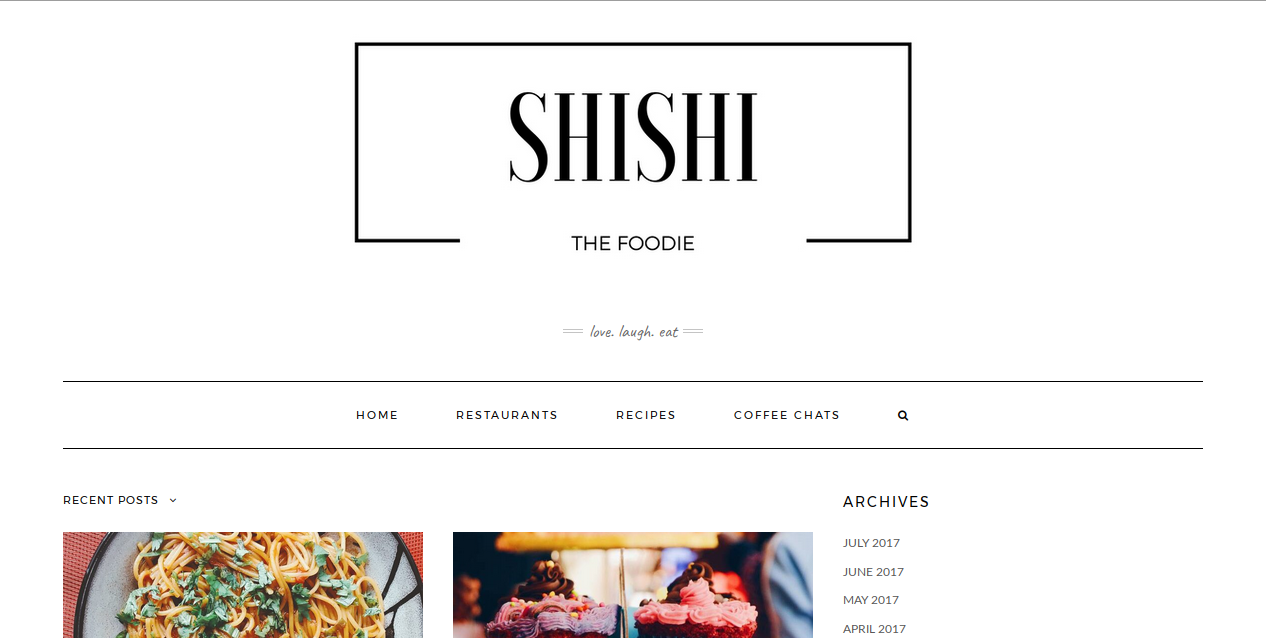 SHISHI
THE FOODIE
love. laugh. eat
HOME RESTAURANTS RECIPES COFFEE CHATS
RECENT POSTS
ARCHIVES
JULY 2017
JUNE 2017
MAY 2017
APRIL 2017